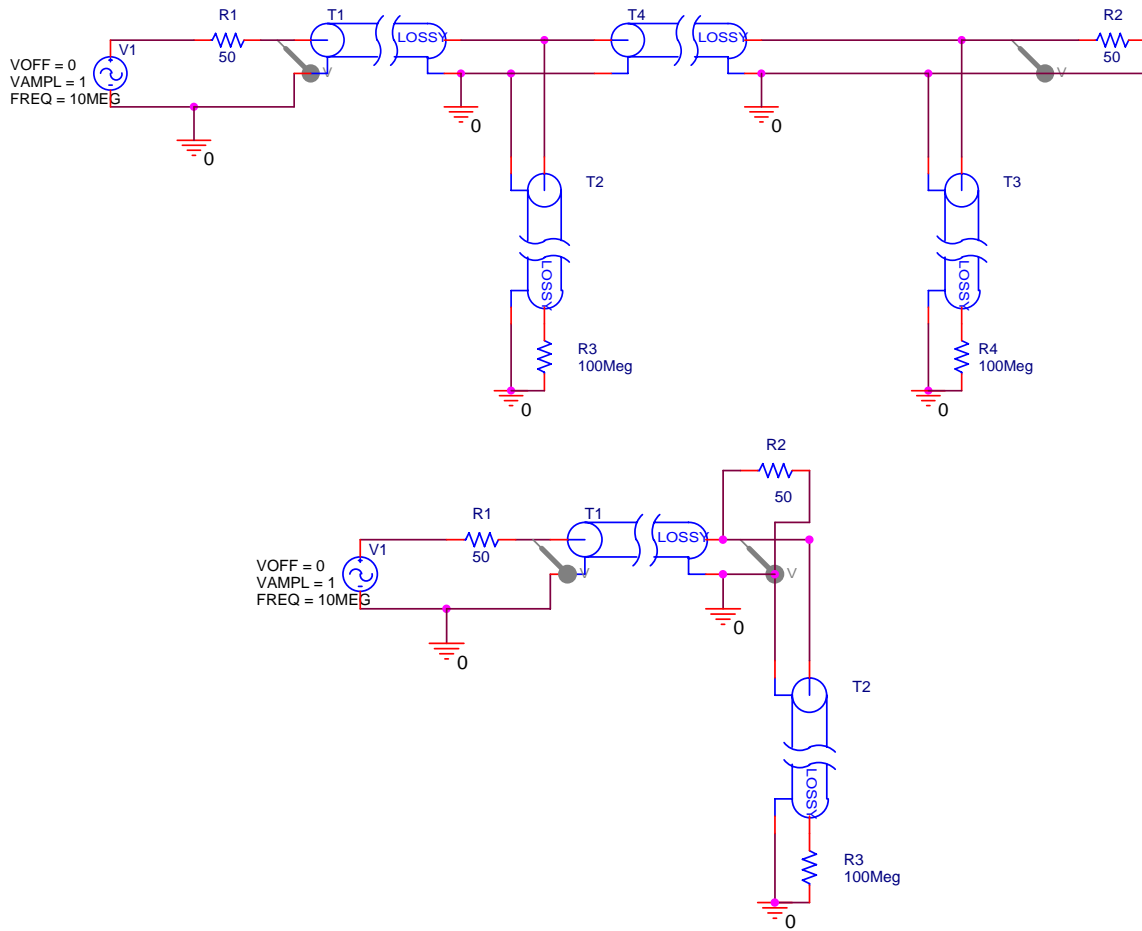 R1
T1
T4
R2
LOSSY
LOSSY
V1
50
V
V
50
VOFF = 0
VAMPL = 1
FREQ = 10MEG
0
0
0
T2
T3
LOSSY
LOSSY
R3
100Meg
R4
100Meg
0
0
R2
50
R1
T1
LOSSY
V1
50
V
V
VOFF = 0
VAMPL = 1
FREQ = 10MEG
0
0
T2
LOSSY
R3
100Meg
0